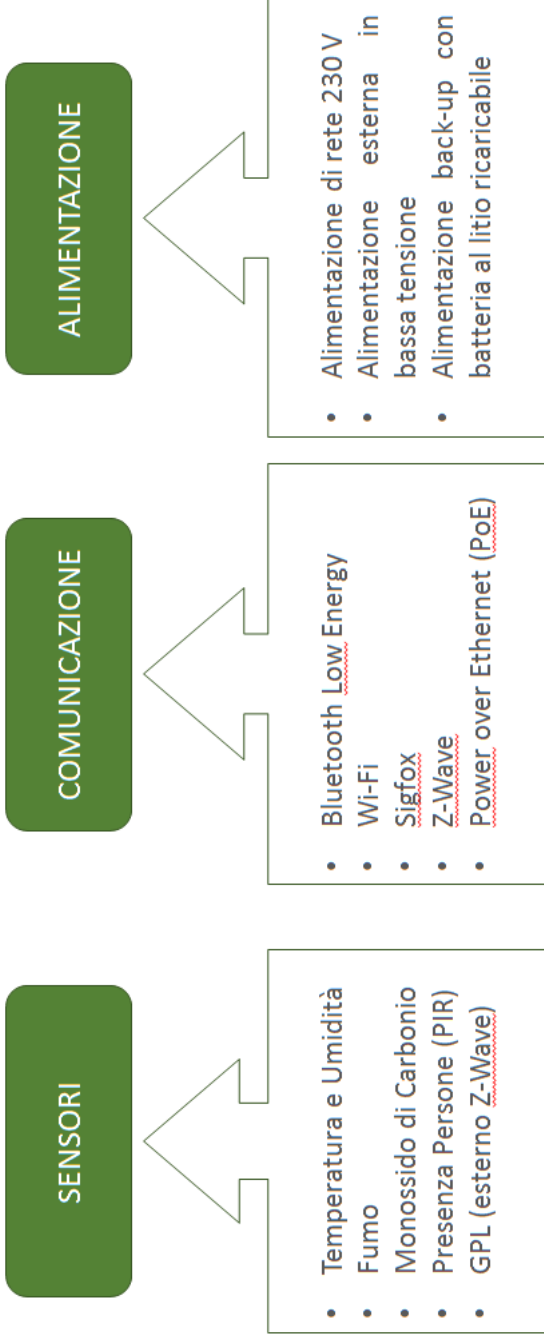 SENSORI
• Temperatura e Umidità
• Fumo
• Monossido di Carbonio
• Presenza Persone (PIR)
• GPL (esterno Z-Wave)
COMUNICAZIONE
• Bluetooth Low Energy
• Wi-Fi
• Sigfox
• Z-Wave
• Power over Ethernet (PoE)
ALIMENTAZIONE
• Alimentazione di rete 230 V
• Alimentazione esterna in
bassa tensione
• Alimentazione back-up con
batteria al litio ricaricabile